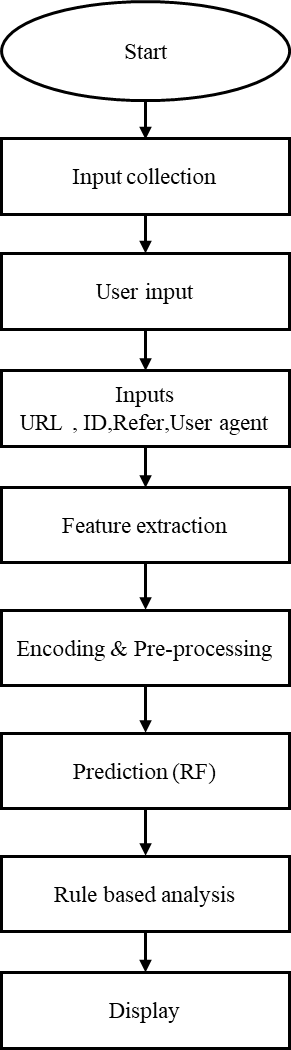 Start
Input collection
User input
Inputs
URL , ID,Refer,User agent
Feature extraction
Encoding & Pre-processing
Prediction (RF)
Rule based analysis
Display